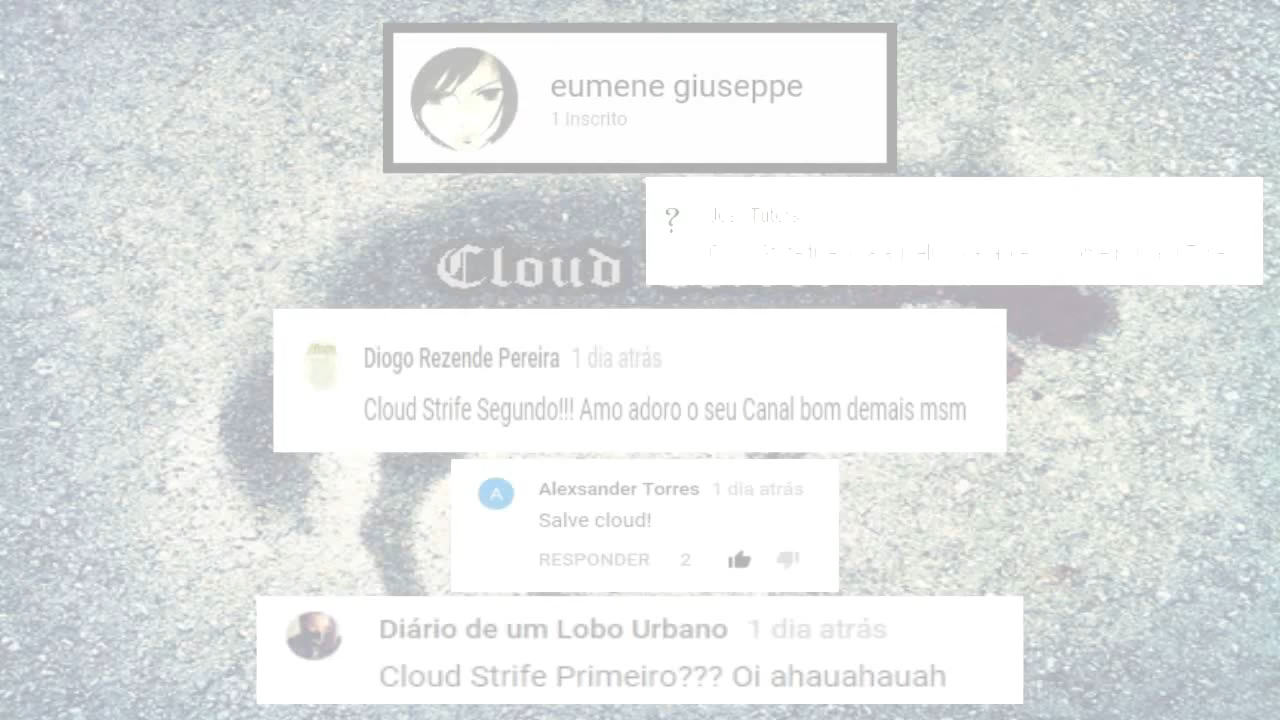 eumene giuseppe
1 inscrito
?
Cloud
Diogo Rezende Pereira 1 dia atrás
Cloud Strife Segundo!!! Amo adoro o seu Canal bom demais msm
A
Alexsander Torres 1 dia atrás
Salve cloud!
RESPONDER 2
Diário de um Lobo Urbano 1 dia atrás
Cloud Strife Primeiro??? Oi ahauahauah